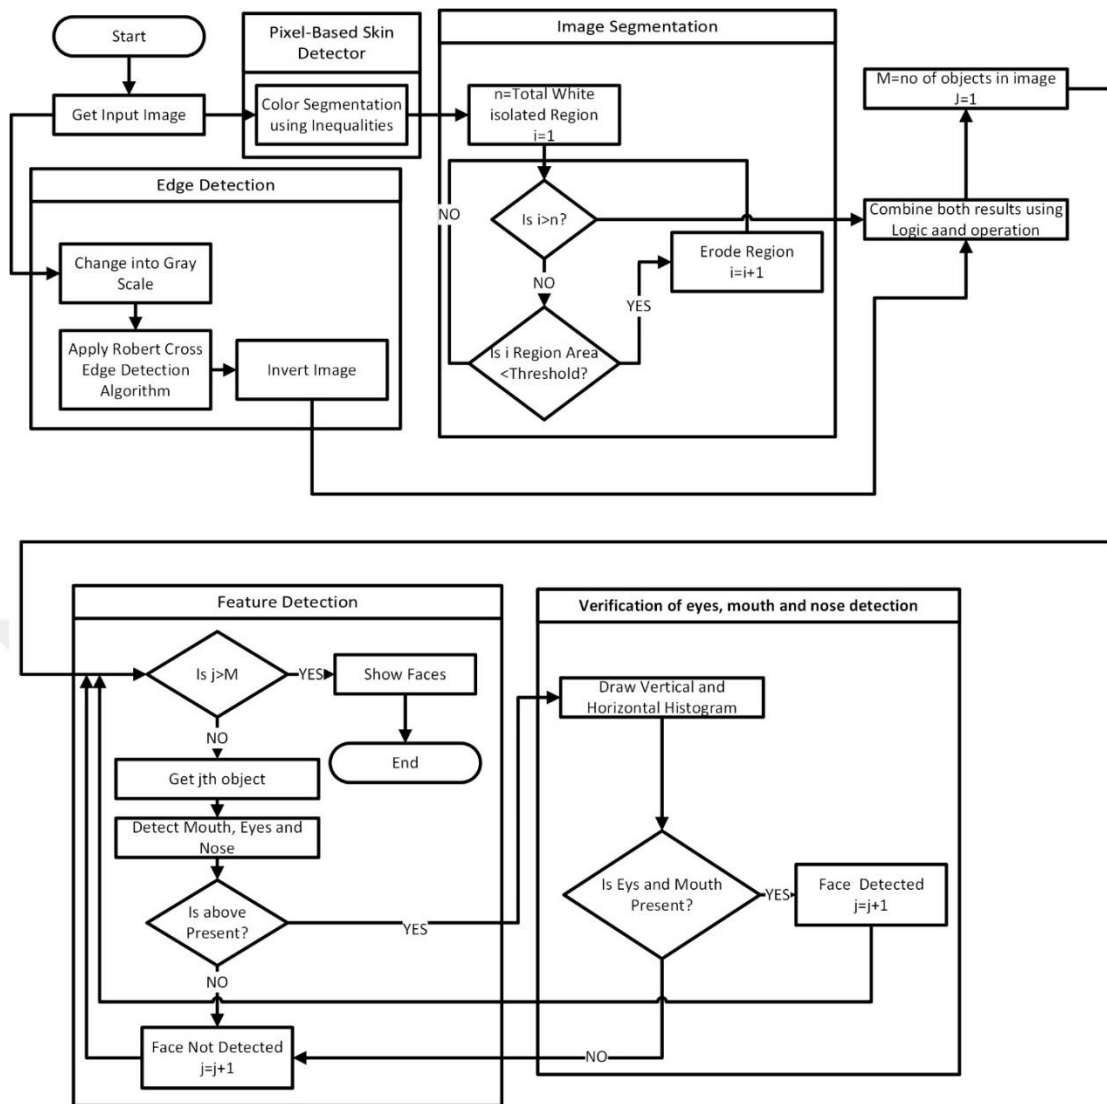 Start
Get Input Image
Pixel-Based Skin
Detector
Color Segmentation
using Inequalities
Image Segmentation
n=Total White
isolated Region
i=1
Is i>n?
NO
NO
Is i Region Area
<Threshold?
YES
Erode Region
i=i+1
M=no of objects in image
J=1
Combine both results using
Logic aand operation
Edge Detection
Change into Gray
Scale
Apply Robert Cross
Edge Detection
Algorithm
Invert Image
Feature Detection
Is j>M
YES
Show Faces
End
NO
Get jth object
Detect Mouth, Eyes and
Nose
Is above
Present?
YES
NO
Face Not Detected
j=j+1
Verification of eyes, mouth and nose detection
Draw Vertical and
Horizontal Histogram
Is Eys and Mouth
Present?
YES
Face Detected
j=j+1
NO